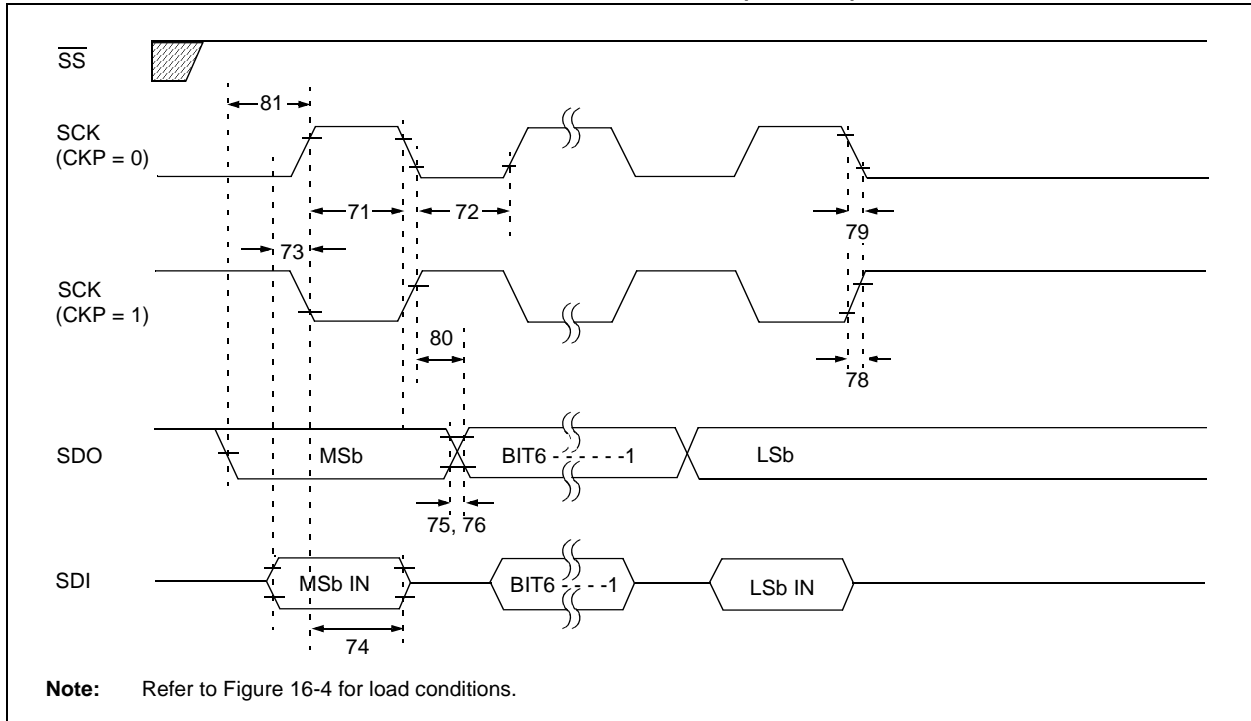 SS
81
SCK
(CKP = 0)
71
72
79
73
SCK
(CKP = 1)
80
78
SDO
MSb
BIT6 - - - - - -1
LSb
75, 76
SDI
MSb IN
BIT6 - - - -1
LSb IN
74
Note: Refer to Figure 16-4 for load conditions.